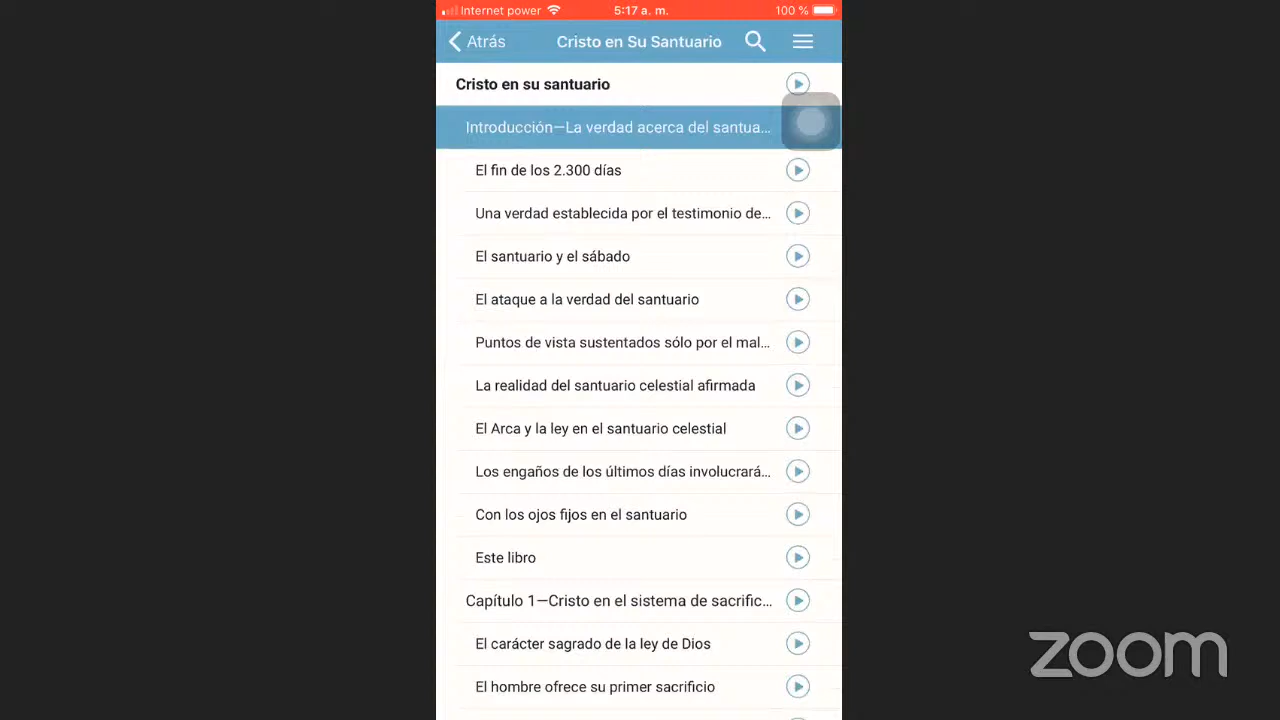 Internet power 5:17 a. m. 100 %
Atrás Cristo en Su Santuario
Cristo en su santuario
Introducción—La verdad acerca del santua...
El fin de los 2.300 días
Una verdad establecida por el testimonio de...
El santuario y el sábado
El ataque a la verdad del santuario
Puntos de vista sustentados sólo por el mal...
La realidad del santuario celestial afirmada
El Arca y la ley en el santuario celestial
Los engaños de los últimos días involucrará...
Con los ojos fijos en el santuario
Este libro
Capítulo 1—Cristo en el sistema de sacrific...
El carácter sagrado de la ley de Dios
El hombre ofrece su primer sacrificio
zoom